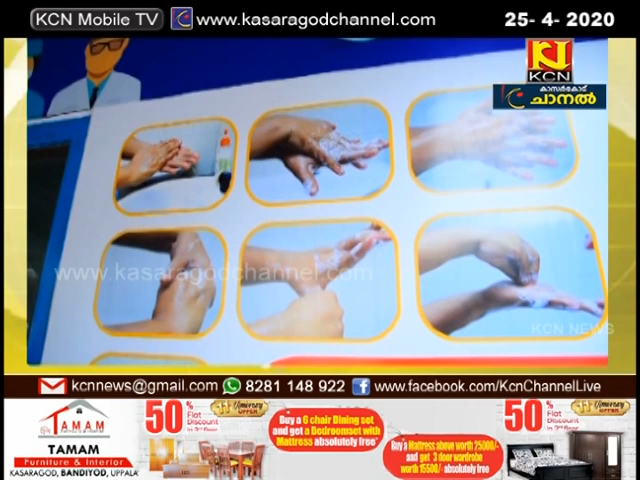 KCN Mobile TV
www.kasaragodchannel.com
25- 4- 2020
KCN
കാസർകോട്
ചാനൽ
www.kasaragodchannel.com
KCN NEWS
kcnnews@gmail.com
8281 148 922
www.facebook.com/KcnChannelLive
TAMAM
TAMAM
Furniture & Interior
KASARAGOD, BANDIYOD, UPPALA
50% Flat Discount
Buy a 6 chair Dining set
and get a Bedroomset with
Mattress absolutely free*
Buy a Mattress above worth 25000/-
and get 3 door wardrobe
worth 15500/- absolutely free
50% Flat Discount